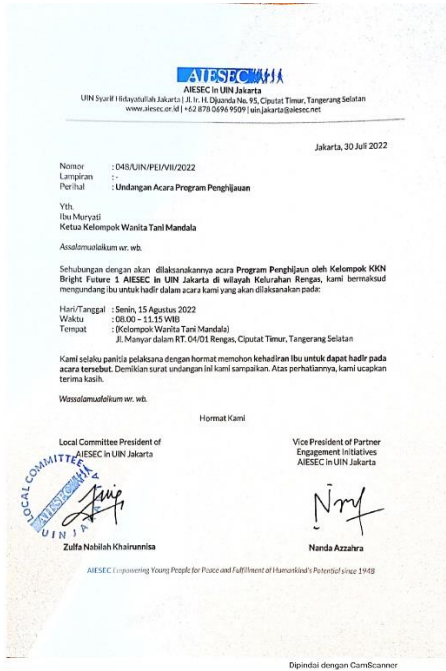 AIESEC
AIESEC in UIN Jakarta
UIN Syarif Hidayatullah Jakarta | Jl. Ir. H. Djuanda No. 95, Ciputat Timur, Tangerang Selatan
www.aiesec.or.id | +62 878 0696 9509 | uin.jakarta@aiesec.net
Jakarta, 30 Juli 2022
Nomor : 048/UIN/PEI/VII/2022
Lampiran : -
Perihal : Undangan Acara Program Penghijauan
Yth.
Ibu Muryati
Ketua Kelompok Wanita Tani Mandala
Assalamualaikum wr. wb.
Sehubungan dengan akan dilaksanakannya acara Program Penghijaun oleh Kelompok KKN
Bright Future 1 AIESEC in UIN Jakarta di wilayah Kelurahan Rengas, kami bermaksud
mengundang ibu untuk hadir dalam acara kami yang akan dilaksanakan pada:
Hari/Tanggal : Senin, 15 Agustus 2022
Waktu : 08.00 – 11.15 WIB
Tempat : (Kelompok Wanita Tani Mandala)
Jl. Manyar dalam RT. 04/01 Rengas, Ciputat Timur, Tangerang Selatan
Kami selaku panitia pelaksana dengan hormat memohon kehadiran Ibu untuk dapat hadir pada
acara tersebut. Demikian surat undangan ini kami sampaikan. Atas perhatiannya, kami ucapkan
terima kasih.
Wassalamualaikum wr. wb.
Hormat Kami
Local Committee President of
AIESEC in UIN Jakarta
Vice President of Partner
Engagement Initiatives
AIESEC in UIN Jakarta
LOCAL COMMITTEE
AIESEC
UIN JA
Zulfa Nabilah Khairunnisa
Nanda Azzahra
AIESEC Empowering Young People for Peace and Fulfillment of Humankind's Potential since 1948
Dipindai dengan CamScanner